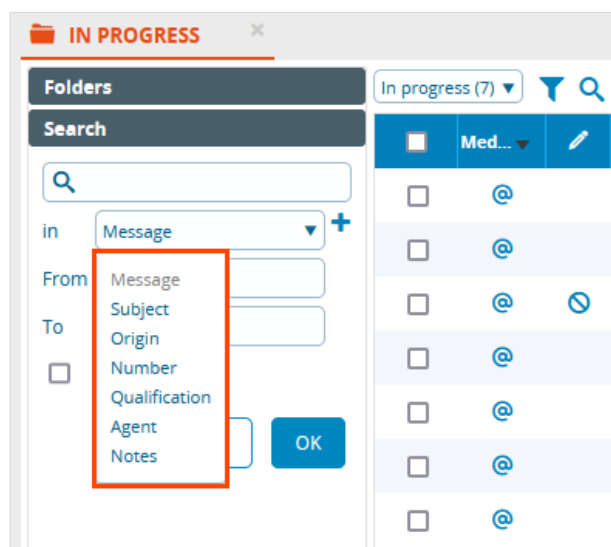 IN PROGRESS
Folders
Search
in
Message
From
To
Message
Subject
Origin
Number
Qualification
Agent
Notes
OK
In progress (7)
Med...
@
@
@
@
@
@
@